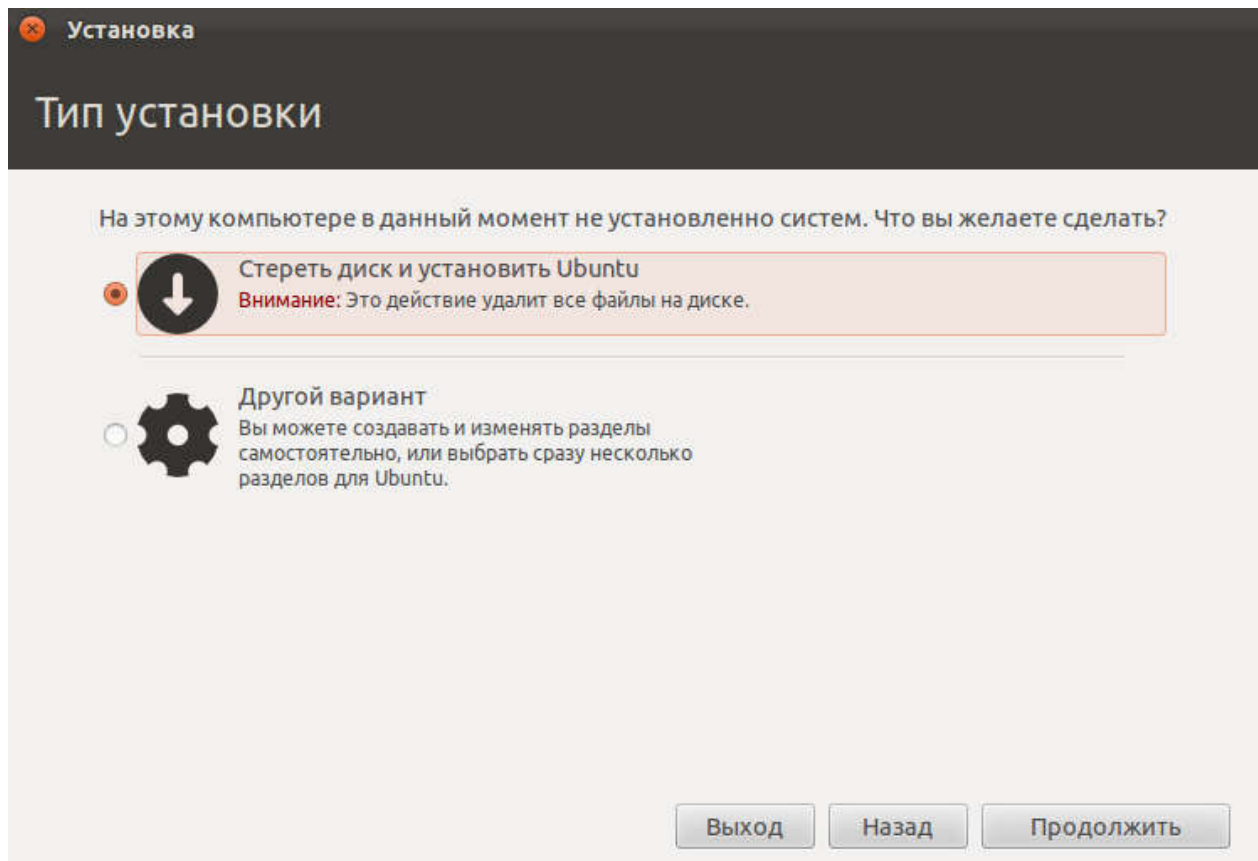 Установка
Тип установки
На этому компьютере в данный момент не установленно систем. Что вы желаете сделать?
Стереть диск и установить Ubuntu
Внимание: Это действие удалит все файлы на диске.
Другой вариант
Вы можете создавать и изменять разделы
самостоятельно, или выбрать сразу несколько
разделов для Ubuntu.
Выход
Назад
Продолжить